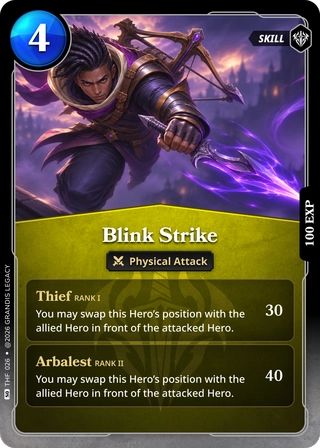 4
SKILL
100 EXP
Blink Strike
Physical Attack
Thief RANK I
You may swap this Hero's position with the
allied Hero in front of the attacked Hero.
30
Arbalest RANK II
You may swap this Hero's position with the
allied Hero in front of the attacked Hero.
40
THF 026 • @2026 GRANDIS LEGACY